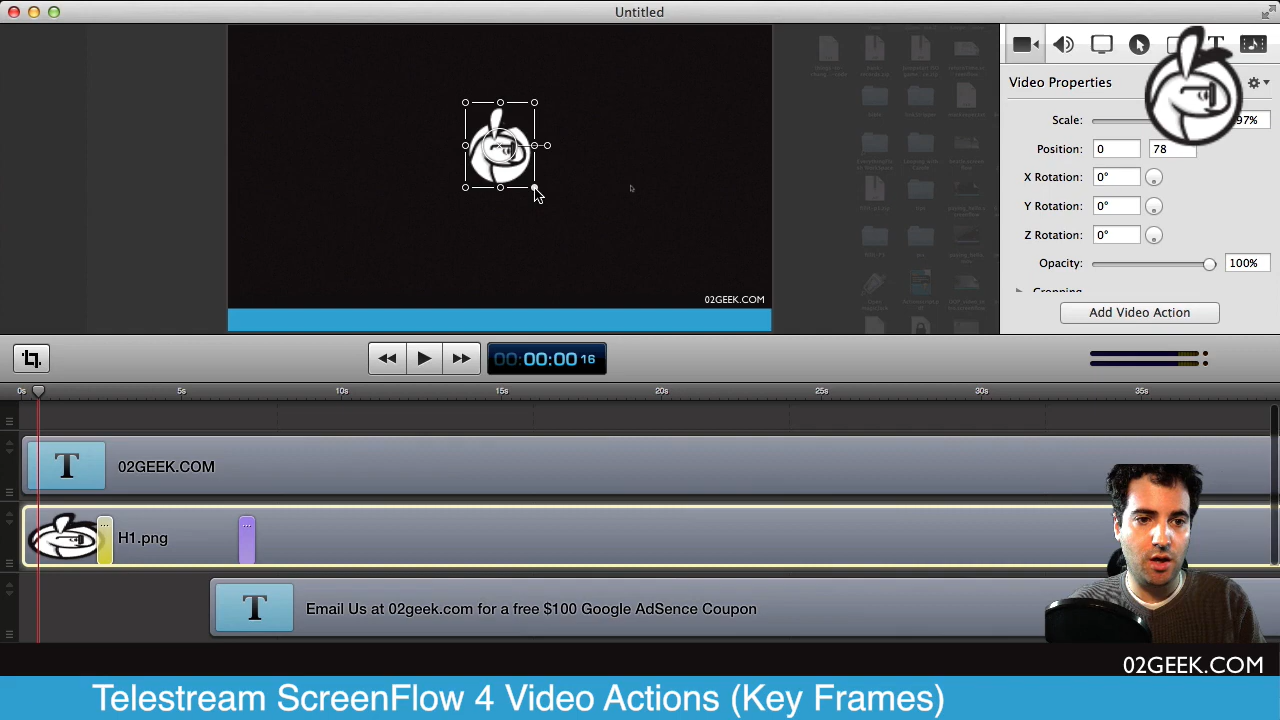 Untitled
Video Properties
Scale:
97%
Position: 0 78
X Rotation: 0°
Y Rotation: 0°
Z Rotation: 0°
Opacity: 100%
Add Video Action
02GEEK.COM
00:00:00 16
0s 5s 10s 15s 20s 25s 30s 35s
T 02GEEK.COM
H1.png
T Email Us at 02geek.com for a free $100 Google AdSence Coupon
02GEEK.COM
Telestream ScreenFlow 4 Video Actions (Key Frames)